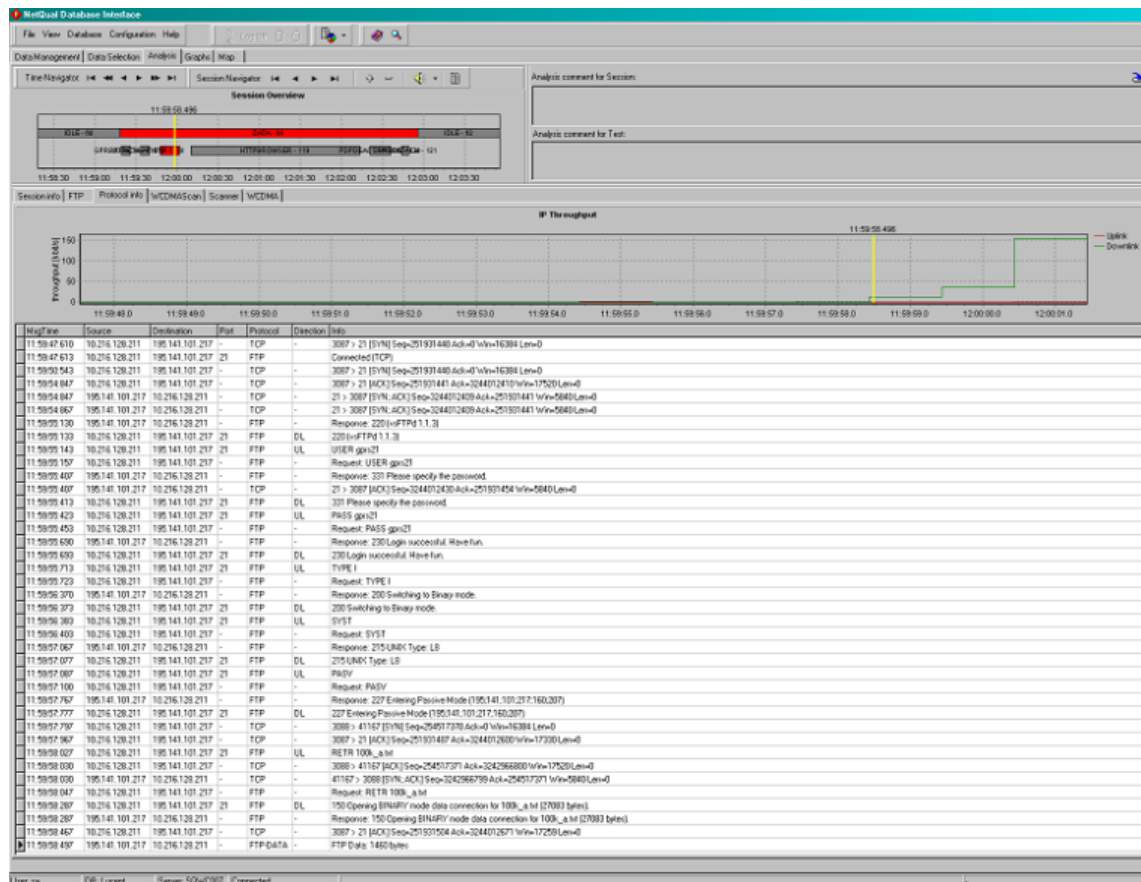 NetQual Database Interface
File View Database Configuration Help
Data Management Data Selection Analysis Graphs Map
Time Navigator Session Navigator
Analysis comment for Session:
Session Overview
11:59:58.496
IDLE - 82
Analysis comment for Test:
HTTPBROWSER - 119
11:58:30 11:59:00 11:59:30 12:00:00 12:00:30 12:01:00 12:01:30 12:02:00 12:02:30 12:03:00 12:03:30
Session info FTP Protocol info WCDMAScan Scanner WCDMA
IP Throughput
11:59:58.496
Throughput [kbit/s]
150
100
50
0
Uplink
Downlink
11:59:48.0 11:59:49.0 11:59:50.0 11:59:51.0 11:59:52.0 11:59:53.0 11:59:54.0 11:59:55.0 11:59:56.0 11:59:57.0 11:59:58.0 11:59:59.0 12:00:00.0 12:00:01.0
MsgTime Source Destination Port Protocol Direction Info
11:59:47.610 10.216.128.211 195.141.101.217 - TCP - 3087 > 21 [SYN] Seq=251931440 Ack=0 Win=16384 Len=0
11:59:47.613 10.216.128.211 195.141.101.217 21 FTP - Connected (TCP)
11:59:50.543 10.216.128.211 195.141.101.217 - TCP - 3087 > 21 [SYN] Seq=251931440 Ack=0 Win=16384 Len=0
11:59:54.847 10.216.128.211 195.141.101.217 - TCP - 3087 > 21 [ACK] Seq=251931441 Ack=3244012410 Win=17520 Len=0
11:59:54.847 195.141.101.217 10.216.128.211 - TCP - 21 > 3087 [SYN, ACK] Seq=3244012409 Ack=251931441 Win=5840 Len=0
11:59:54.867 195.141.101.217 10.216.128.211 - TCP - 21 > 3087 [SYN, ACK] Seq=3244012409 Ack=251931441 Win=5840 Len=0
11:59:55.130 195.141.101.217 10.216.128.211 - FTP - Response: 220 (vsFTPd 1.1.3)
11:59:55.133 10.216.128.211 195.141.101.217 21 FTP DL 220 (vsFTPd 1.1.3)
11:59:55.143 10.216.128.211 195.141.101.217 21 FTP UL USER gprs21
11:59:55.157 10.216.128.211 195.141.101.217 - FTP - Request: USER gprs21
11:59:55.407 195.141.101.217 10.216.128.211 - FTP - Response: 331 Please specify the password.
11:59:55.407 195.141.101.217 10.216.128.211 - TCP - 21 > 3087 [ACK] Seq=3244012430 Ack=251931454 Win=5840 Len=0
11:59:55.413 10.216.128.211 195.141.101.217 21 FTP DL 331 Please specify the password.
11:59:55.423 10.216.128.211 195.141.101.217 21 FTP UL PASS gprs21
11:59:55.453 10.216.128.211 195.141.101.217 - FTP - Request: PASS gprs21
11:59:55.690 195.141.101.217 10.216.128.211 - FTP - Response: 230 Login successful. Have fun.
11:59:55.693 10.216.128.211 195.141.101.217 21 FTP DL 230 Login successful. Have fun.
11:59:55.713 10.216.128.211 195.141.101.217 21 FTP UL TYPE I
11:59:55.723 10.216.128.211 195.141.101.217 - FTP - Request: TYPE I
11:59:56.370 10.216.128.211 195.141.101.217 - FTP - Response: 200 Switching to Binary mode.
11:59:56.373 10.216.128.211 195.141.101.217 21 FTP DL 200 Switching to Binary mode.
11:59:56.383 10.216.128.211 195.141.101.217 21 FTP UL SYST
11:59:56.403 10.216.128.211 195.141.101.217 - FTP - Request: SYST
11:59:57.067 195.141.101.217 10.216.128.211 - FTP - Response: 215 UNIX Type: L8
11:59:57.077 10.216.128.211 195.141.101.217 21 FTP DL 215 UNIX Type: L8
11:59:57.087 10.216.128.211 195.141.101.217 21 FTP UL PASV
11:59:57.100 10.216.128.211 195.141.101.217 - FTP - Request: PASV
11:59:57.767 195.141.101.217 10.216.128.211 - FTP - Response: 227 Entering Passive Mode (195,141,101,217,160,207)
11:59:57.777 10.216.128.211 195.141.101.217 21 FTP DL 227 Entering Passive Mode (195,141,101,217,160,207)
11:59:57.797 10.216.128.211 195.141.101.217 - TCP - 3088 > 41167 [SYN] Seq=254517370 Ack=0 Win=16384 Len=0
11:59:57.967 10.216.128.211 195.141.101.217 - TCP - 3087 > 21 [ACK] Seq=251931487 Ack=3244012600 Win=17330 Len=0
11:59:58.027 10.216.128.211 195.141.101.217 21 FTP UL RETR 100k_a.txt
11:59:58.030 10.216.128.211 195.141.101.217 - TCP - 3088 > 41167 [ACK] Seq=254517371 Ack=3242966800 Win=17520 Len=0
11:59:58.030 195.141.101.217 10.216.128.211 - TCP - 41167 > 3088 [SYN, ACK] Seq=3242966799 Ack=254517371 Win=5840 Len=0
11:59:58.047 10.216.128.211 195.141.101.217 - FTP - Request: RETR 100k_a.txt
11:59:58.287 10.216.128.211 195.141.101.217 21 FTP DL 150 Opening BINARY mode data connection for 100k_a.txt (27083 bytes).
11:59:58.287 195.141.101.217 10.216.128.211 - FTP - Response: 150 Opening BINARY mode data connection for 100k_a.txt (27083 bytes).
11:59:58.467 10.216.128.211 195.141.101.217 - TCP - 3087 > 21 [ACK] Seq=251931504 Ack=3244012671 Win=17259 Len=0
11:59:58.497 195.141.101.217 10.216.128.211 - FTP-DATA - FTP Data: 1460 bytes
Connected